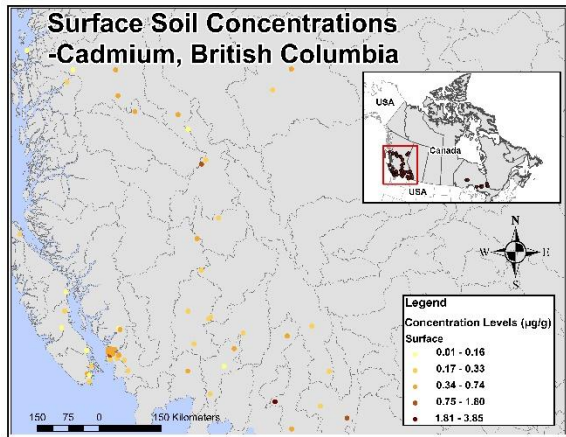 Surface Soil Concentrations
-Cadmium, British Columbia
USA
Canada
USA
N
W
E
S
Legend
Concentration Levels (µg/g)
Surface
0.01 - 0.16
0.17 - 0.33
0.34 - 0.74
0.75 - 1.80
1.81 - 3.85
150 75 0 150 Kilometers